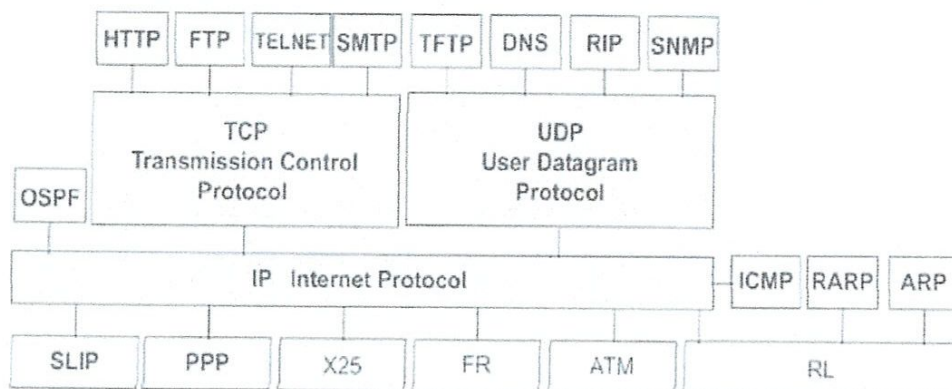 HTTP FTP TELNET SMTP TFTP DNS RIP SNMP
TCP
Transmission Control
Protocol
UDP
User Datagram
Protocol
OSPF
IP Internet Protocol
ICMP RARP ARP
SLIP PPP X25 FR ATM RL